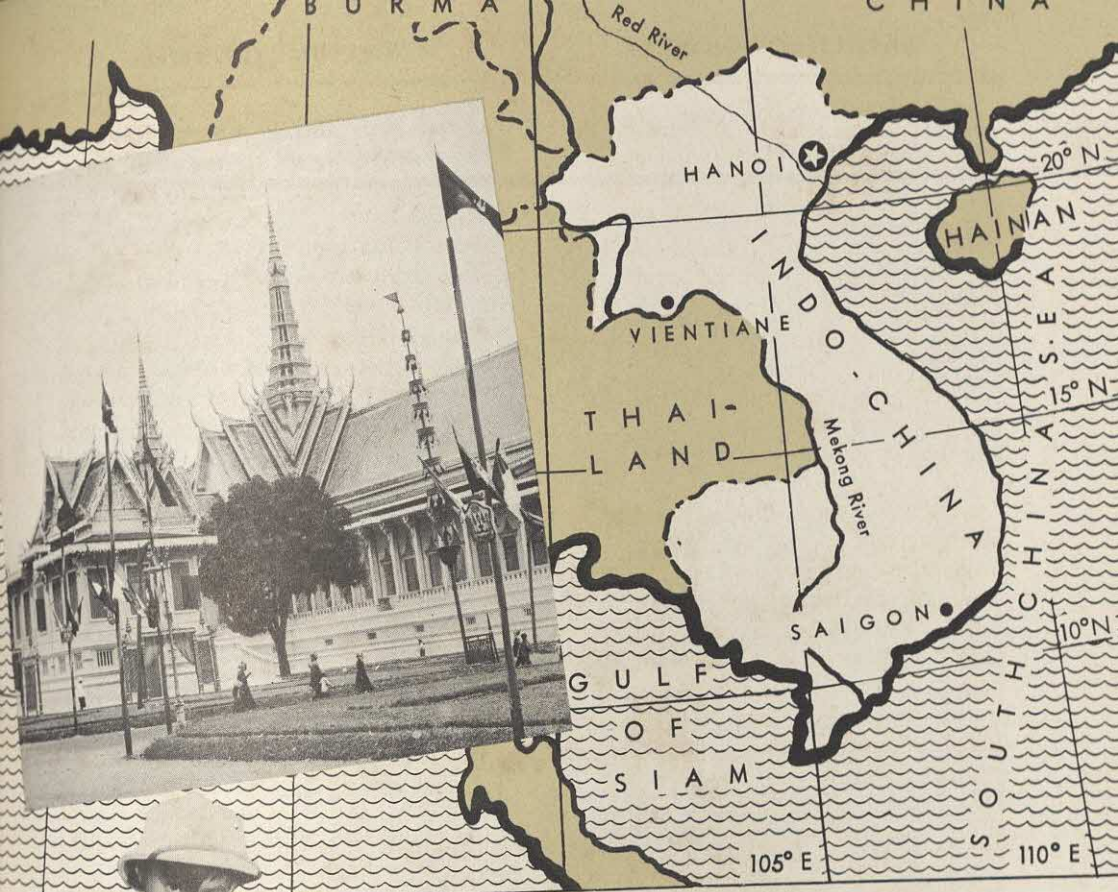 BURMA
CHINA
Red River
HANOI
20° N
HAINAN
INDO-CHINA
VIENTIANE
THAI-
LAND
Mekong River
15° N
SAIGON
10° N
GULF
OF
SIAM
SOUTH CHINA SEA
105° E
110° E